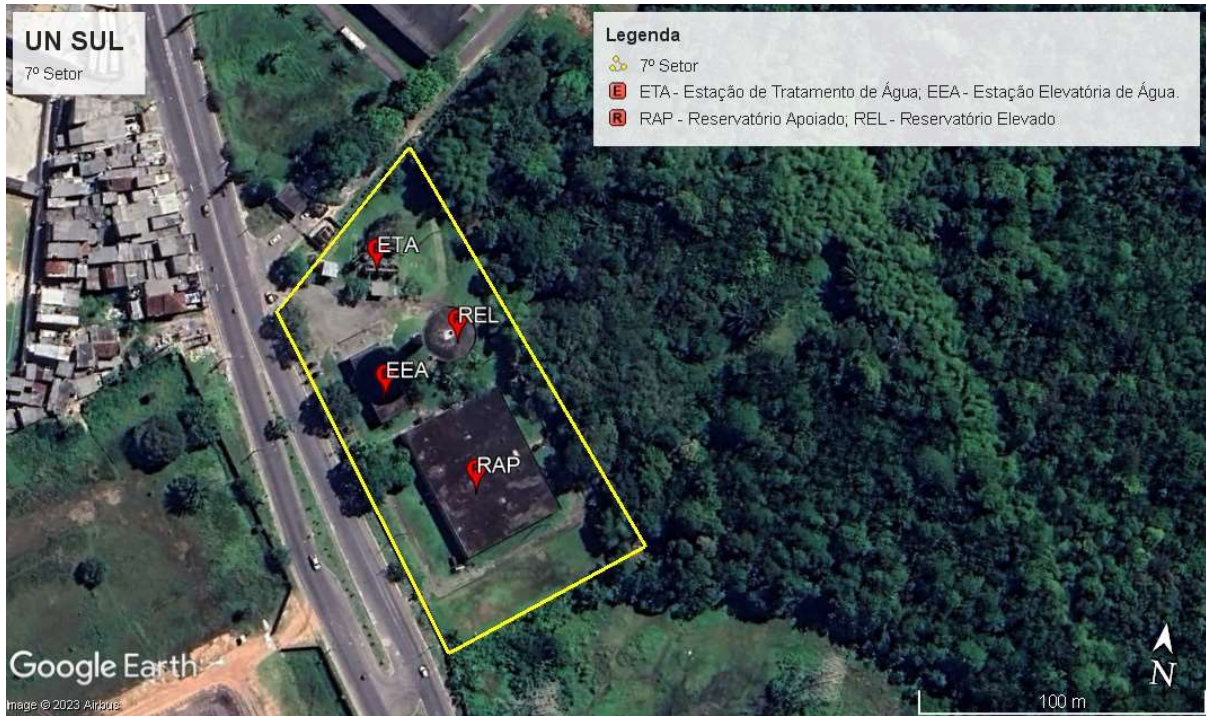 UN SUL
7º Setor
Legenda
7º Setor
E ETA - Estação de Tratamento de Água; EEA - Estação Elevatória de Água.
R RAP - Reservatório Apoiado; REL - Reservatório Elevado
ETA
REL
EEA
RAP
Google Earth
Image © 2023 Airbus
N
100 m